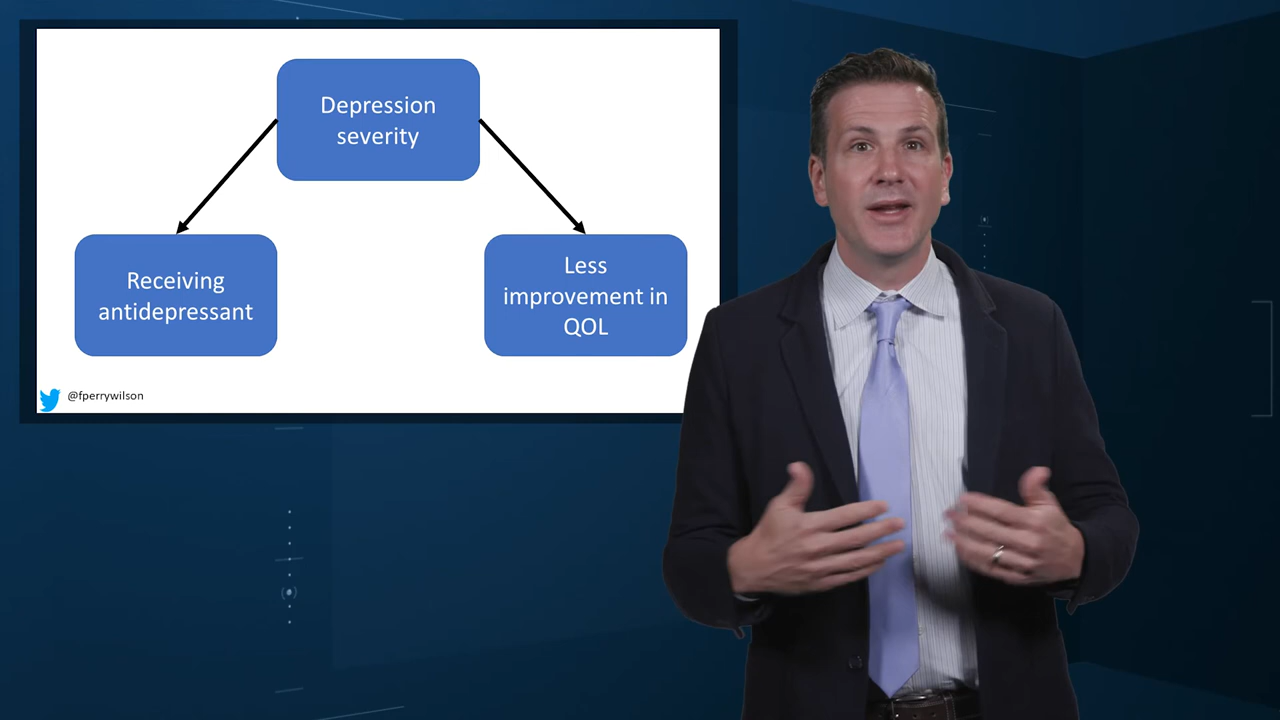 Depression
severity
Receiving
antidepressant
Less
improvement in
QOL
@fperrywilson